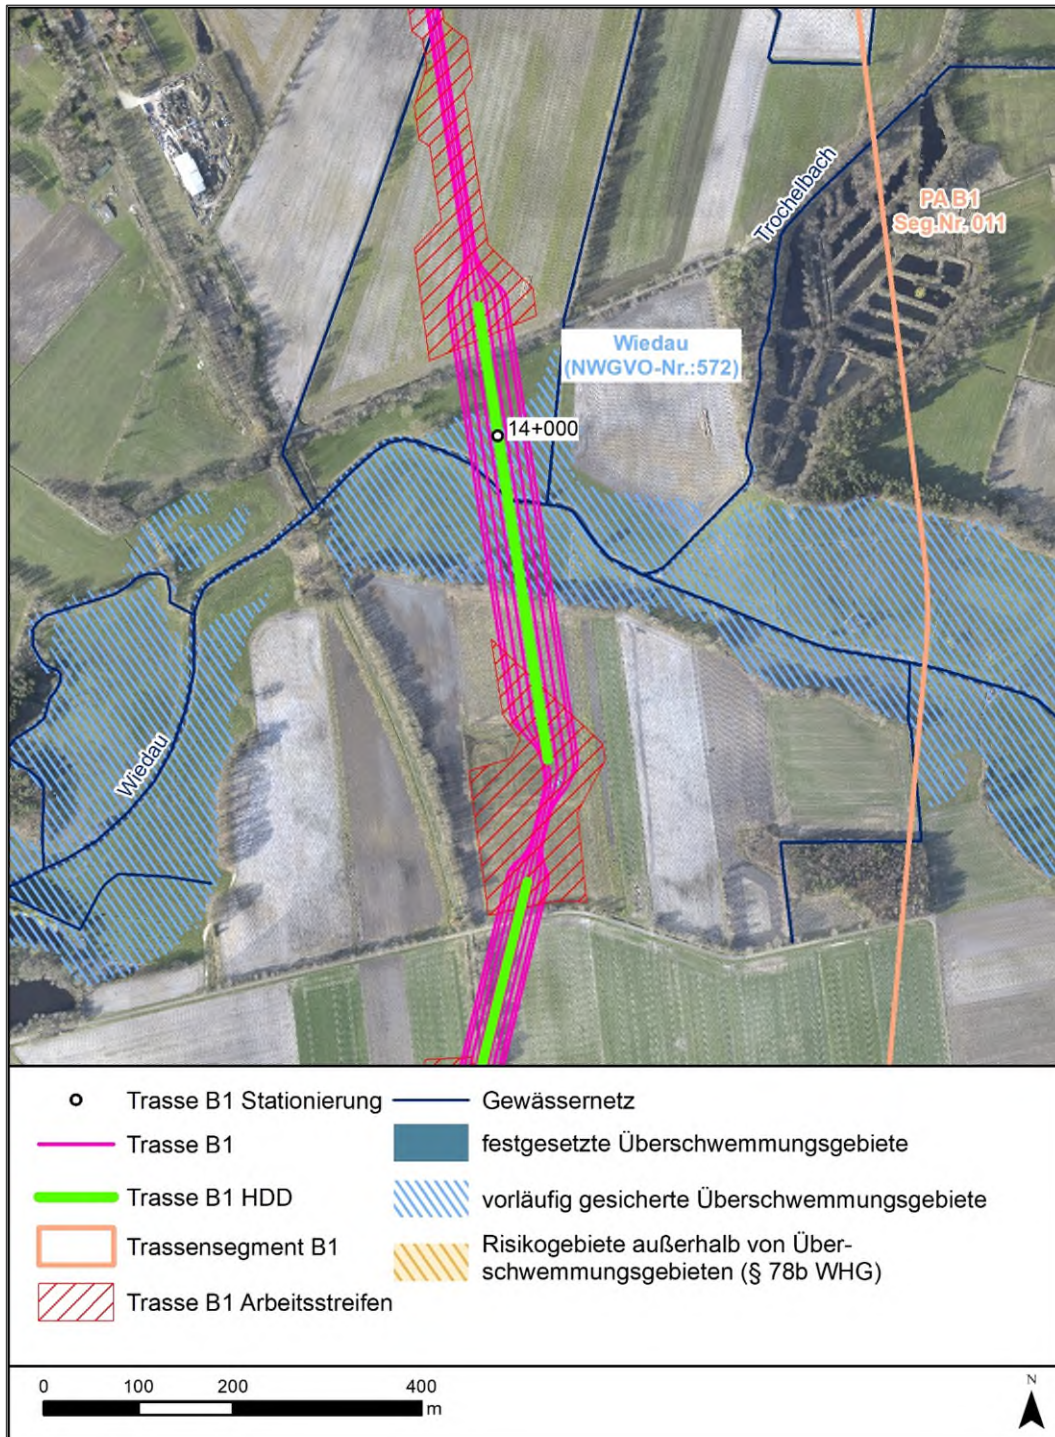 Trochelbach
PA B1
Seg.Nr. 011
Wiedau
(NWGVO-Nr.:572)
14+000
Wiedau
Trasse B1 Stationierung
Trasse B1
Trasse B1 HDD
Trassensegment B1
Trasse B1 Arbeitsstreifen
Gewässernetz
festgesetzte Überschwemmungsgebiete
vorläufig gesicherte Überschwemmungsgebiete
Risikogebiete außerhalb von Über-
schwemmungsgebieten (§ 78b WHG)
0 100 200 400
m
N